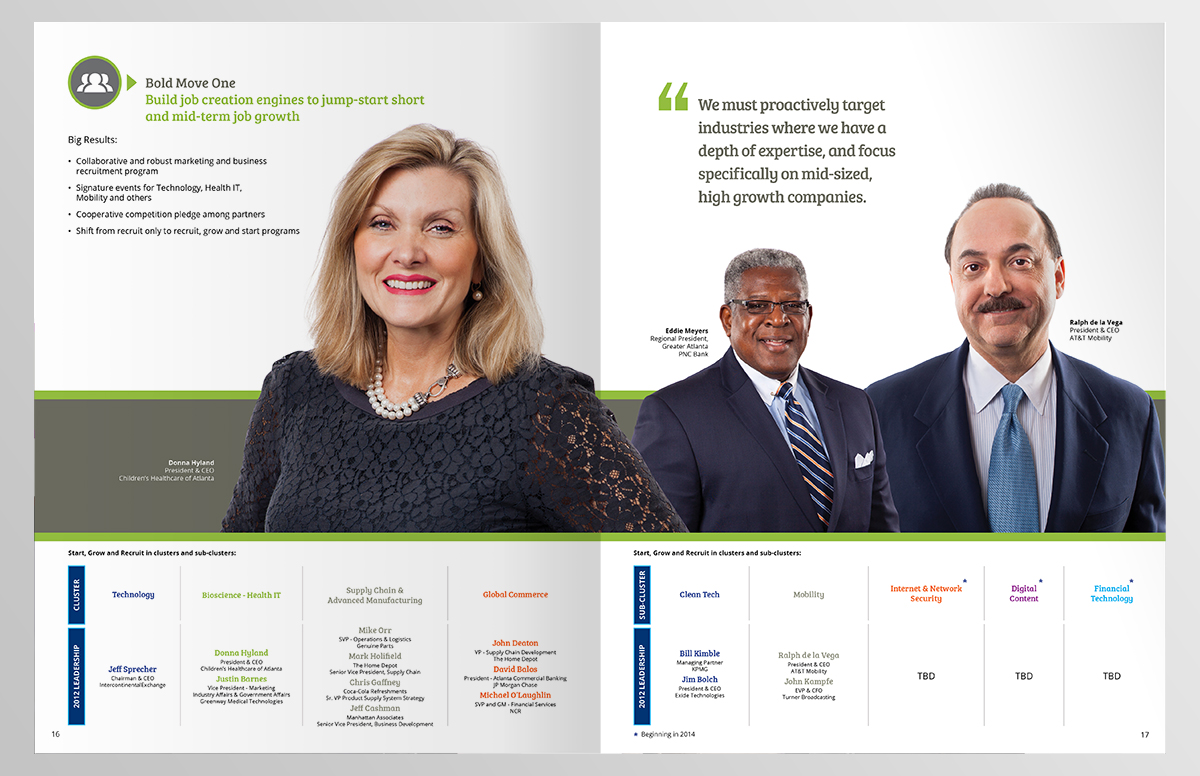 Bold Move One
Build job creation engines to jump-start short
and mid-term job growth
Big Results:
• Collaborative and robust marketing and business
recruitment program
• Signature events for Technology, Health IT,
Mobility and others
• Cooperative competition pledge among partners
• Shift from recruit only to recruit, grow and start programs
Donna Hyland
President & CEO
Children's Healthcare of Atlanta
Start, Grow and Recruit in clusters and sub-clusters:
CLUSTER
Technology
Bioscience - Health IT
Supply Chain &
Advanced Manufacturing
Global Commerce
2012 LEADERSHIP
Jeff Sprecher
Chairman & CEO
IntercontinentalExchange
Donna Hyland
President & CEO
Children's Healthcare of Atlanta
Justin Barnes
Vice President - Marketing
Industry Affairs & Government Affairs
Greenway Medical Technologies
Mike Orr
SVP - Operations & Logistics
Genuine Parts
Mark Holifield
The Home Depot
Senior Vice President, Supply Chain
Chris Gaffney
Coca-Cola Refreshments
Sr. VP Product Supply System Strategy
Jeff Cashman
Manhattan Associates
Senior Vice President, Business Development
John Deaton
VP - Supply Chain Development
The Home Depot
David Balos
President - Atlanta Commercial Banking
JP Morgan Chase
Michael O'Laughlin
SVP and GM - Financial Services
NCR
16
“
We must proactively target
industries where we have a
depth of expertise, and focus
specifically on mid-sized,
high growth companies.
Eddie Meyers
Regional President,
Greater Atlanta
PNC Bank
Ralph de la Vega
President & CEO
AT&T Mobility
Start, Grow and Recruit in clusters and sub-clusters:
SUB-CLUSTER
Clean Tech
Mobility
Internet & Network *
Security
Digital *
Content
Financial *
Technology
2012 LEADERSHIP
Bill Kimble
Managing Partner
KPMG
Jim Bolch
President & CEO
Exide Technologies
Ralph de la Vega
President & CEO
AT&T Mobility
John Kampfe
EVP & CFO
Turner Broadcasting
TBD
TBD
TBD
* Beginning in 2014
17